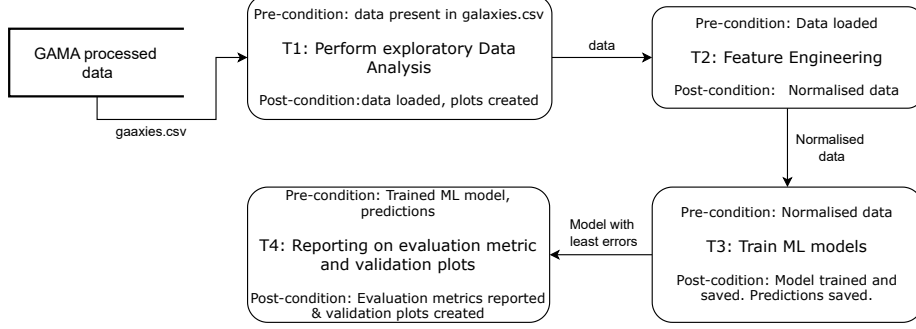 GAMA processed
data
gaaxies.csv
Pre-condition: data present in galaxies.csv
T1: Perform exploratory Data
Analysis
Post-condition:data loaded, plots created
data
Pre-condition: Data loaded
T2: Feature Engineering
Post-condition: Normalised data
Normalised
data
Pre-condition: Normalised data
T3: Train ML models
Post-codition: Model trained and
saved. Predictions saved.
Model with
least errors
Pre-condition: Trained ML model,
predictions
T4: Reporting on evaluation metric
and validation plots
Post-condition: Evaluation metrics reported
& validation plots created